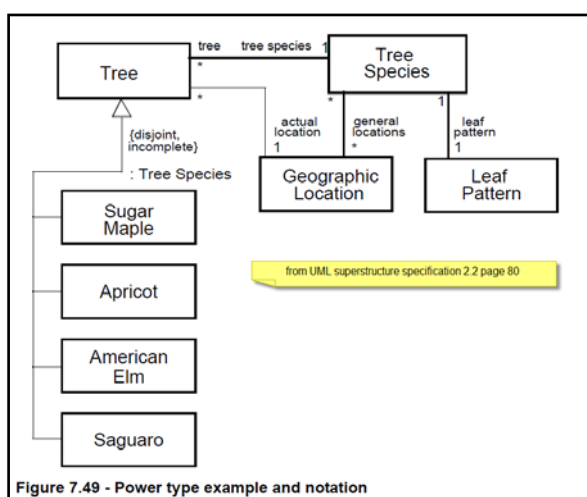 tree tree species 1
Tree
Tree
Species
*
*
*
1
{disjoint,
incomplete}
actual
location
general
locations
leaf
pattern
1
*
1
: Tree Species
Geographic
Location
Leaf
Pattern
Sugar
Maple
from UML superstructure specification 2.2 page 80
Apricot
American
Elm
Saguaro
Figure 7.49 - Power type example and notation